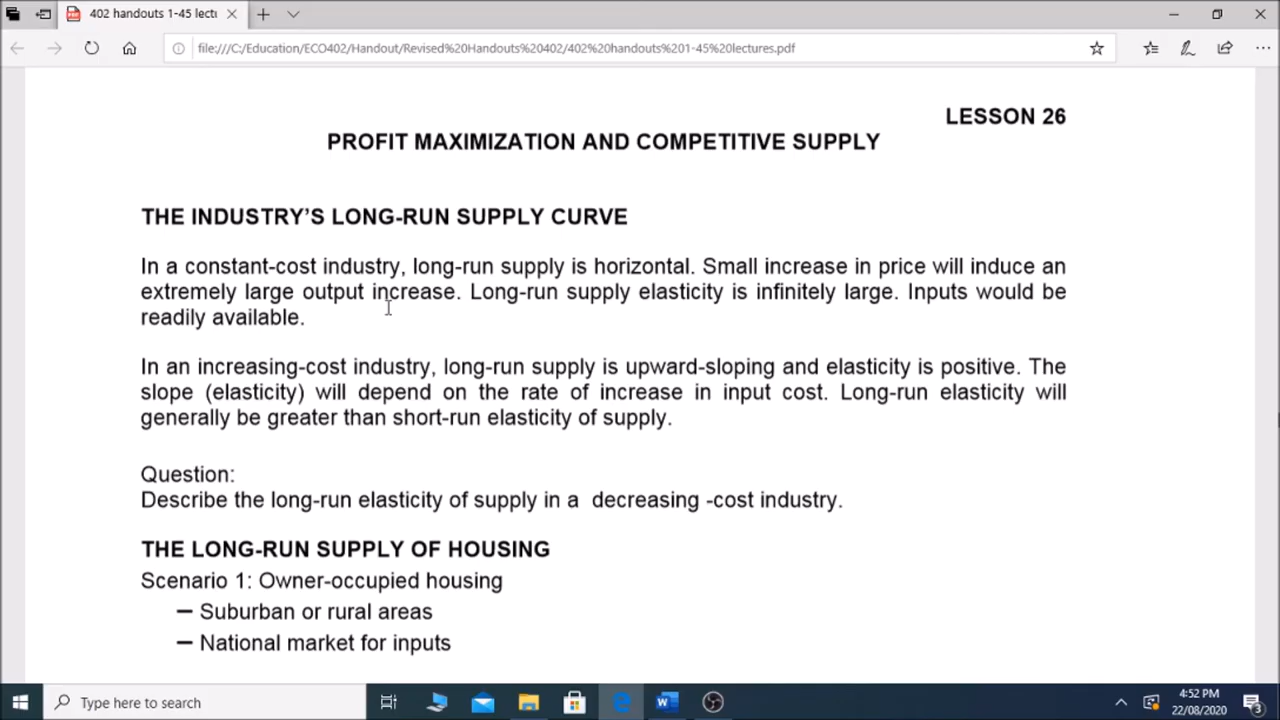 402 handouts 1-45 lectu
file:///C:/Education/ECO402/Handout/Revised%20Handouts%20402/402%20handouts%201-45%20lectures.pdf
LESSON 26
PROFIT MAXIMIZATION AND COMPETITIVE SUPPLY
THE INDUSTRY’S LONG-RUN SUPPLY CURVE
In a constant-cost industry, long-run supply is horizontal. Small increase in price will induce an
extremely large output increase. Long-run supply elasticity is infinitely large. Inputs would be
readily available.
In an increasing-cost industry, long-run supply is upward-sloping and elasticity is positive. The
slope (elasticity) will depend on the rate of increase in input cost. Long-run elasticity will
generally be greater than short-run elasticity of supply.
Question:
Describe the long-run elasticity of supply in a decreasing -cost industry.
THE LONG-RUN SUPPLY OF HOUSING
Scenario 1: Owner-occupied housing
– Suburban or rural areas
– National market for inputs
Type here to search
4:52 PM
22/08/2020
3